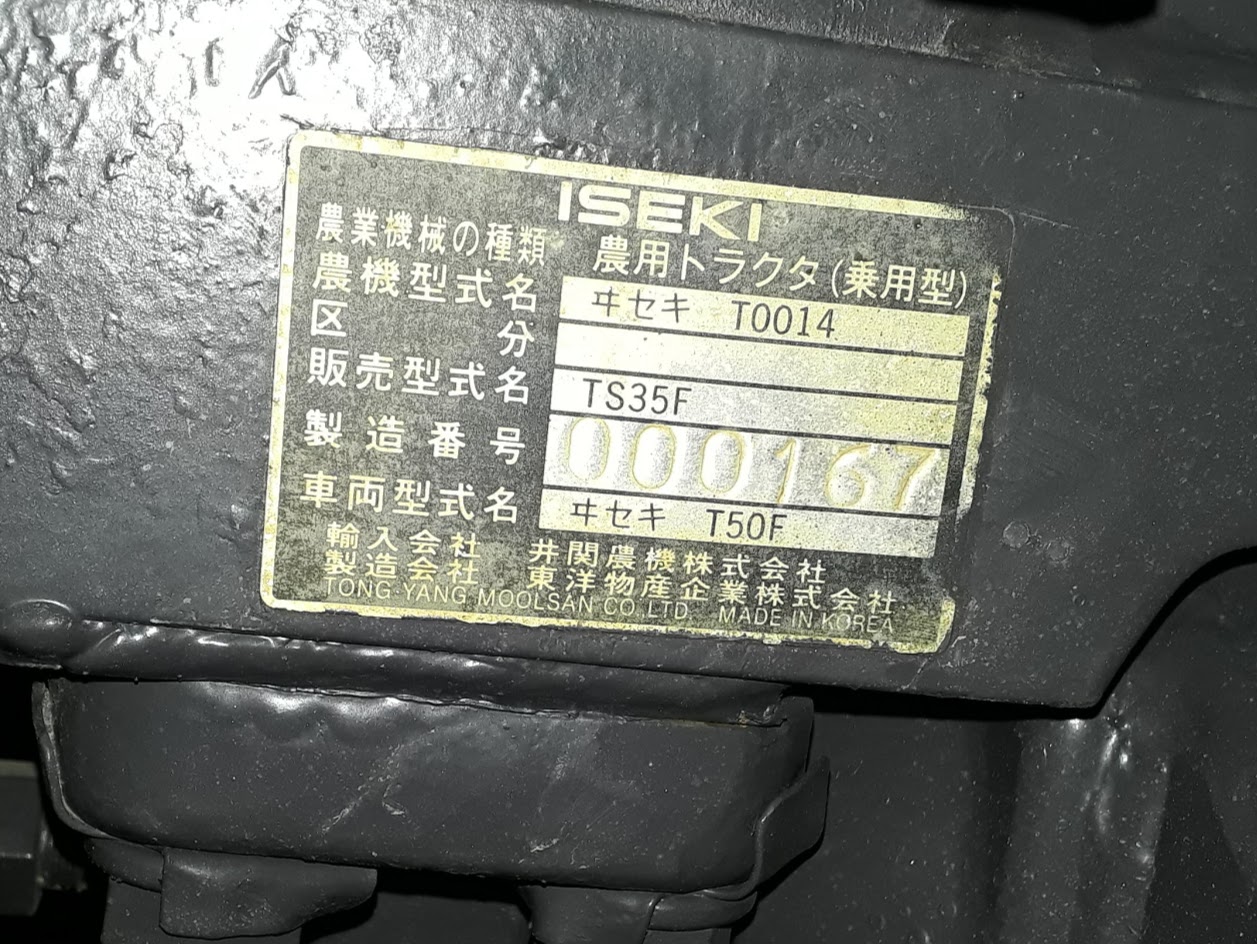 ISEKI
農業機械の種類 農用トラクタ(乗用型)
農機型式名 ヰセキ T0014
区分
販売型式名 TS35F
製造番号 000167
車両型式名 ヰセキ T50F
輸入会社 井関農機株式会社
製造会社 東洋物産企業株式会社
TONG-YANG MOOLSAN CO. LTD. MADE IN KOREA